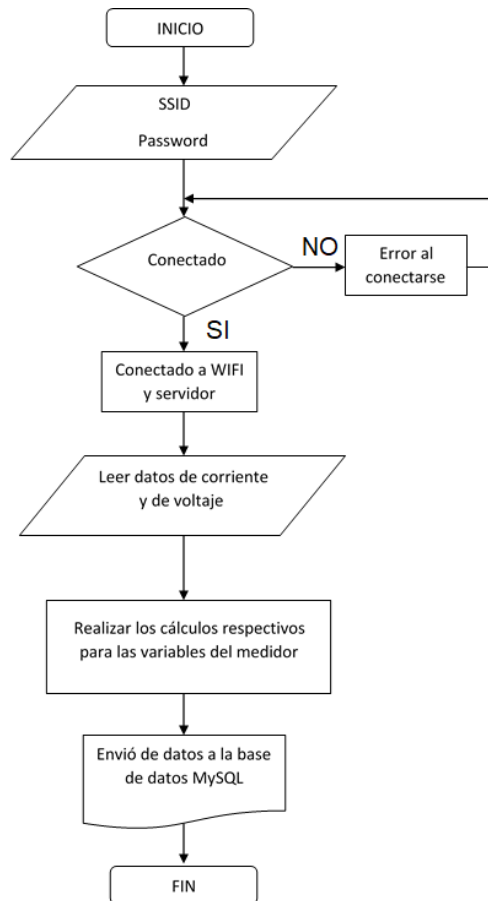 INICIO
SSID
Password
Conectado
NO
Error al
conectarse
SI
Conectado a WIFI
y servidor
Leer datos de corriente
y de voltaje
Realizar los cálculos respectivos
para las variables del medidor
Envió de datos a la base
de datos MySQL
FIN